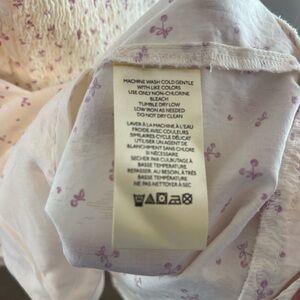 MACHINE WASH COLD GENTLE
WITH LIKE COLORS
USE ONLY NON-CHLORINE
BLEACH
TUMBLE DRY LOW
LOW IRON AS NEEDED
DO NOT DRY CLEAN
LAVER À LA MACHINE À L'EAU
FROIDE AVEC COULEURS
SIMILAIRES CYCLE DÉLICAT
UTILISER UN AGENT DE
BLANCHIMENT SANS CHLORE
SI NÉCESSAIRE
SÉCHER PAR CULBUTAGE À
BASSE TEMPÉRATURE
REPASSER, AU BESOIN, À TRÈS
BASSE TEMPÉRATURE
NE PAS NETTOYER À SEC